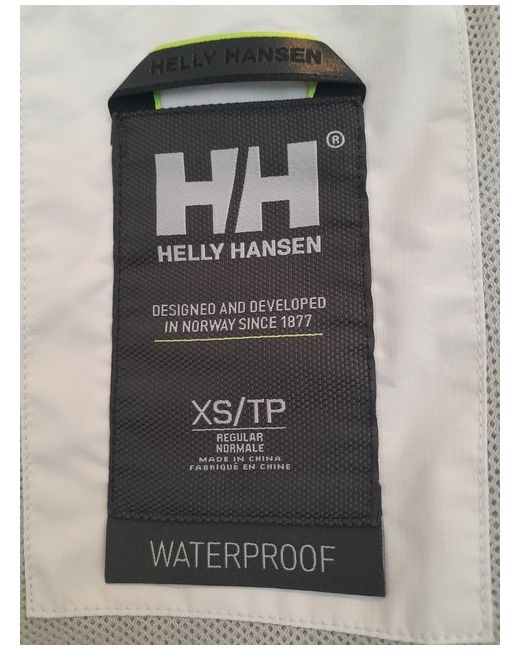 HELLY HANSEN
HH®
HELLY HANSEN
DESIGNED AND DEVELOPED
IN NORWAY SINCE 1877
XS/TP
REGULAR
NORMALE
MADE IN CHINA
FABRIQUÉ EN CHINE
WATERPROOF